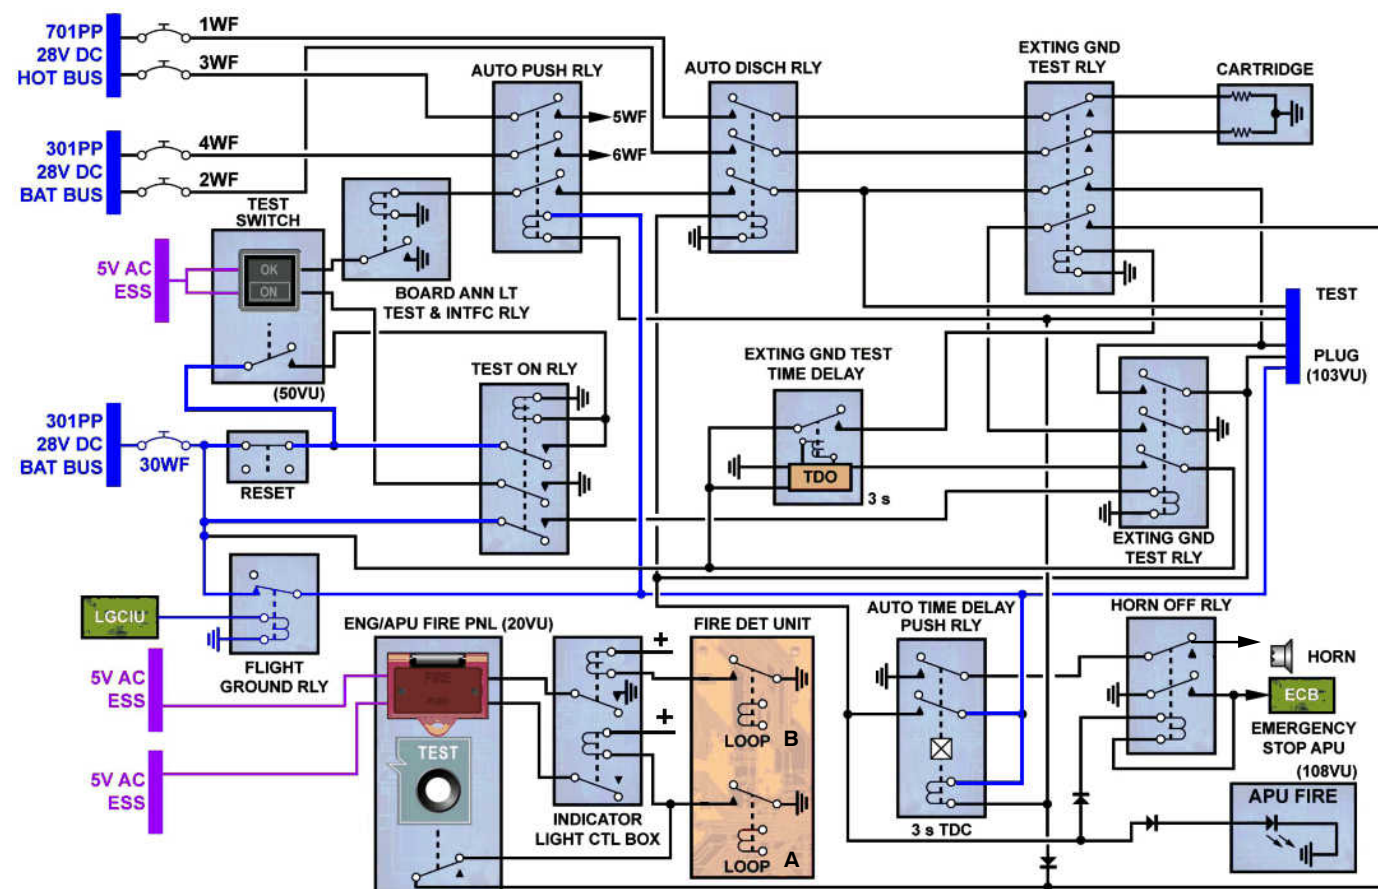 701PP
28V DC
HOT BUS
1WF
3WF
301PP
28V DC
BAT BUS
4WF
2WF
AUTO PUSH RLY
5WF
6WF
AUTO DISCH RLY
EXTING GND
TEST RLY
CARTRIDGE
TEST
SWITCH
5V AC
ESS
OK
ON
(50VU)
BOARD ANN LT
TEST & INTFC RLY
TEST
PLUG
(103VU)
EXTING GND TEST
TIME DELAY
TDO
3 s
TEST ON RLY
301PP
28V DC
BAT BUS
30WF
RESET
EXTING GND
TEST RLY
LGCIU
FLIGHT
GROUND RLY
5V AC
ESS
5V AC
ESS
ENG/APU FIRE PNL (20VU)
FIRE
TEST
+
+
INDICATOR
LIGHT CTL BOX
FIRE DET UNIT
LOOP B
LOOP A
AUTO TIME DELAY
PUSH RLY
3 s TDC
HORN OFF RLY
HORN
ECB
EMERGENCY
STOP APU
(108VU)
APU FIRE